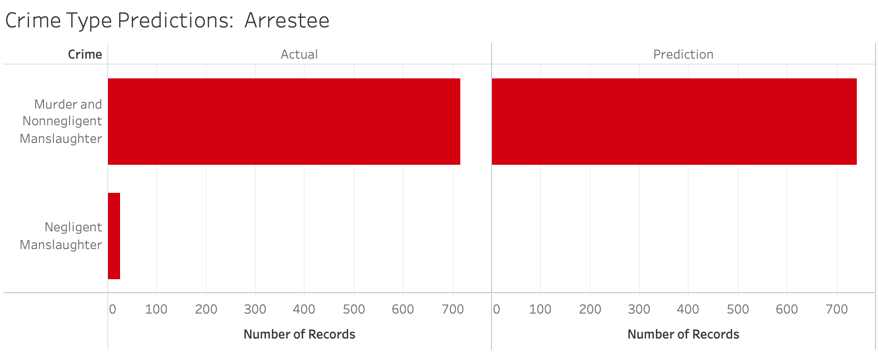 Crime Type Predictions:  Arrestee
Crime Actual Prediction
Murder and
Nonnegligent
Manslaughter
Negligent
Manslaughter
0 100 200 300 400 500 600 700 0 100 200 300 400 500 600 700
Number of Records Number of Records